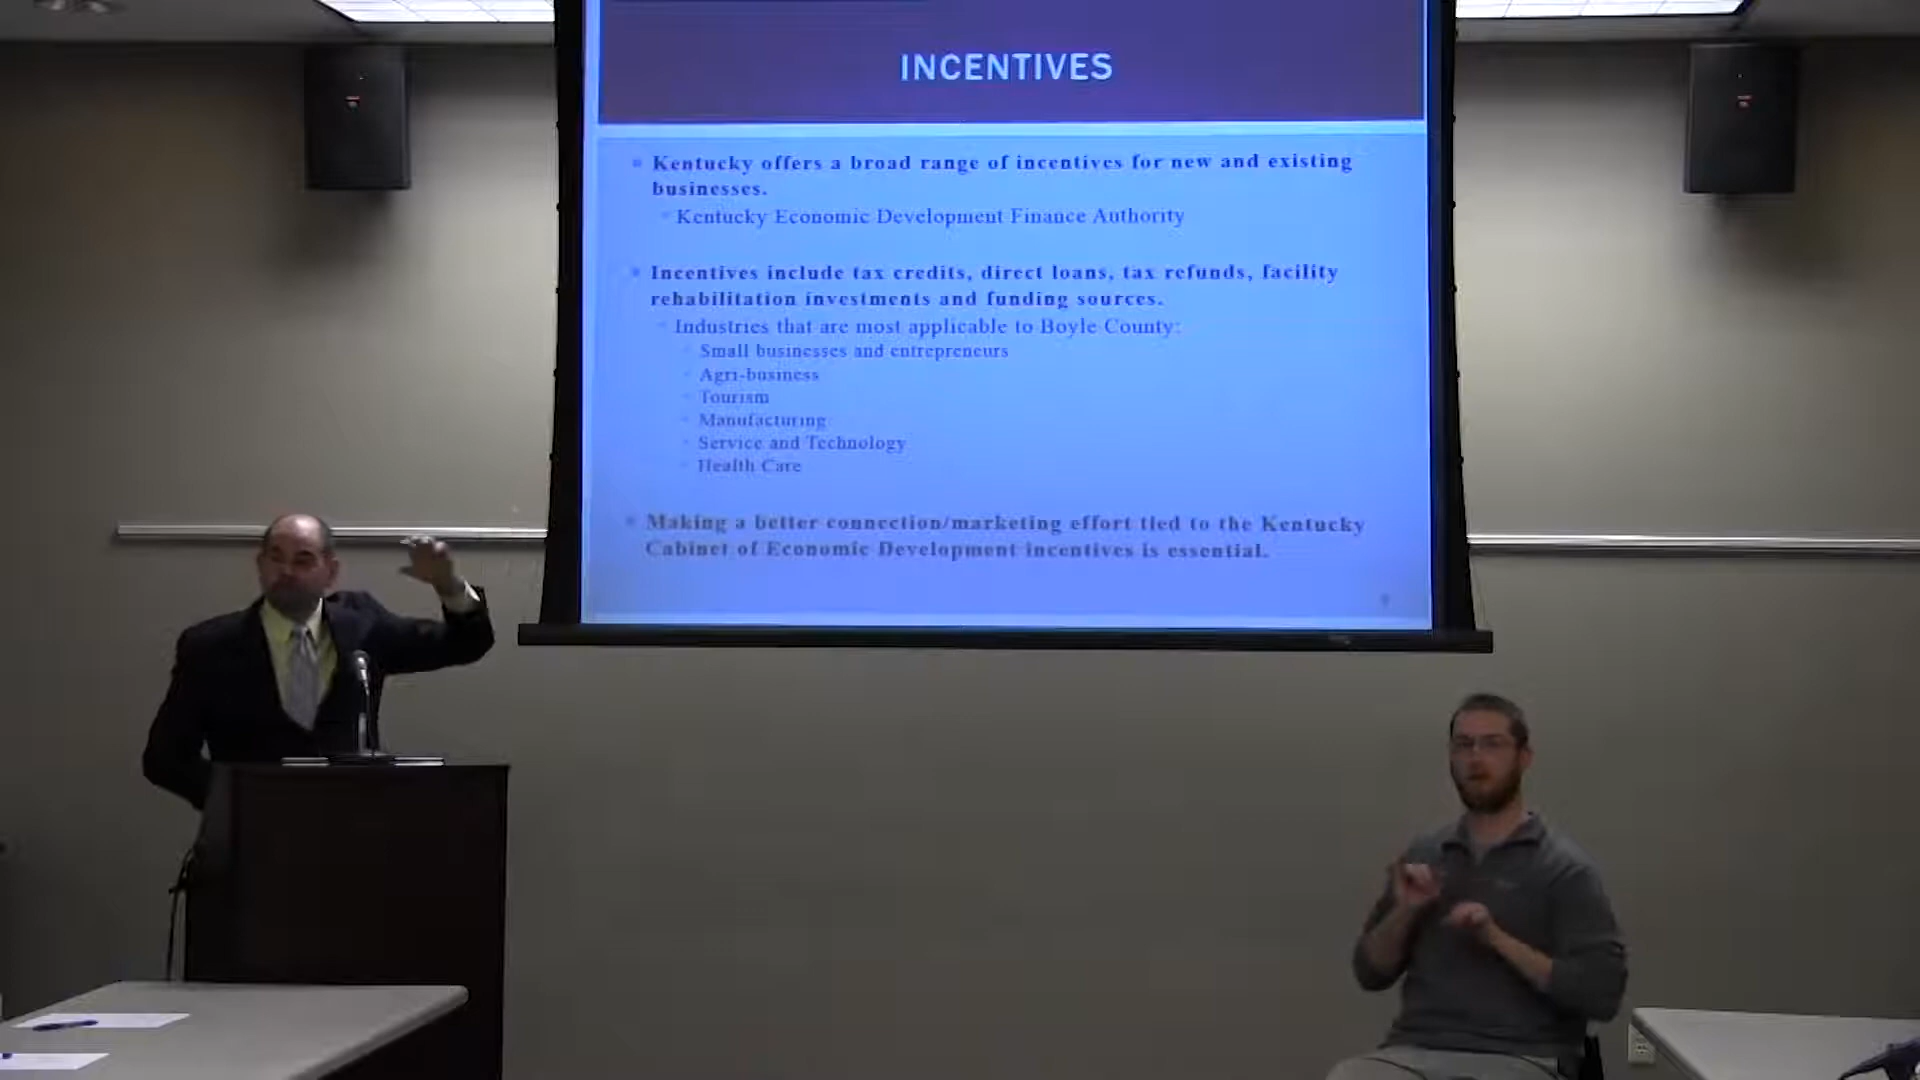 INCENTIVES
Kentucky offers a broad range of incentives for new and existing
businesses.
Kentucky Economic Development Finance Authority
Incentives include tax credits, direct loans, tax refunds, facility
rehabilitation investments and funding sources.
Industries that are most applicable to Boyle County:
Small businesses and entrepreneurs
Agri-business
Tourism
Manufacturing
Service and Technology
Health Care
Making a better connection/marketing effort tied to the Kentucky
Cabinet of Economic Development incentives is essential.